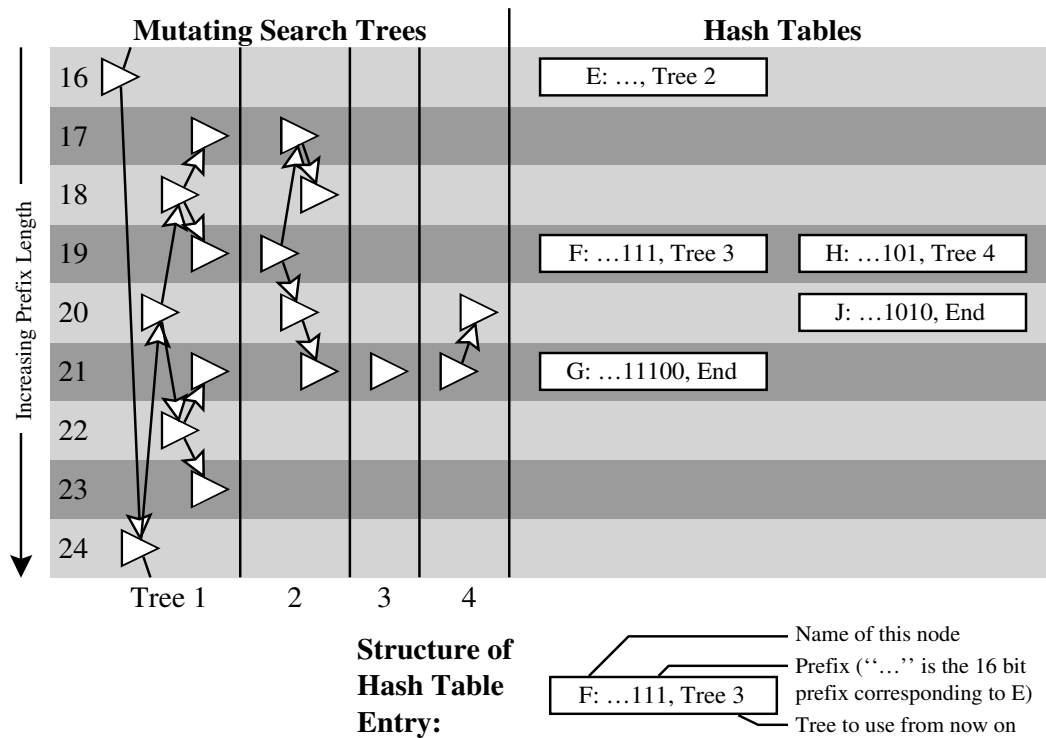 Mutating Search Trees
Hash Tables
Increasing Prefix Length
16
E: …, Tree 2
17
18
19
F: …111, Tree 3
H: …101, Tree 4
20
J: …1010, End
21
G: …11100, End
22
23
24
Tree 1
2
3
4
Structure of
Hash Table
Entry:
F: …111, Tree 3
Name of this node
Prefix (‘‘…’’ is the 16 bit
prefix corresponding to E)
Tree to use from now on